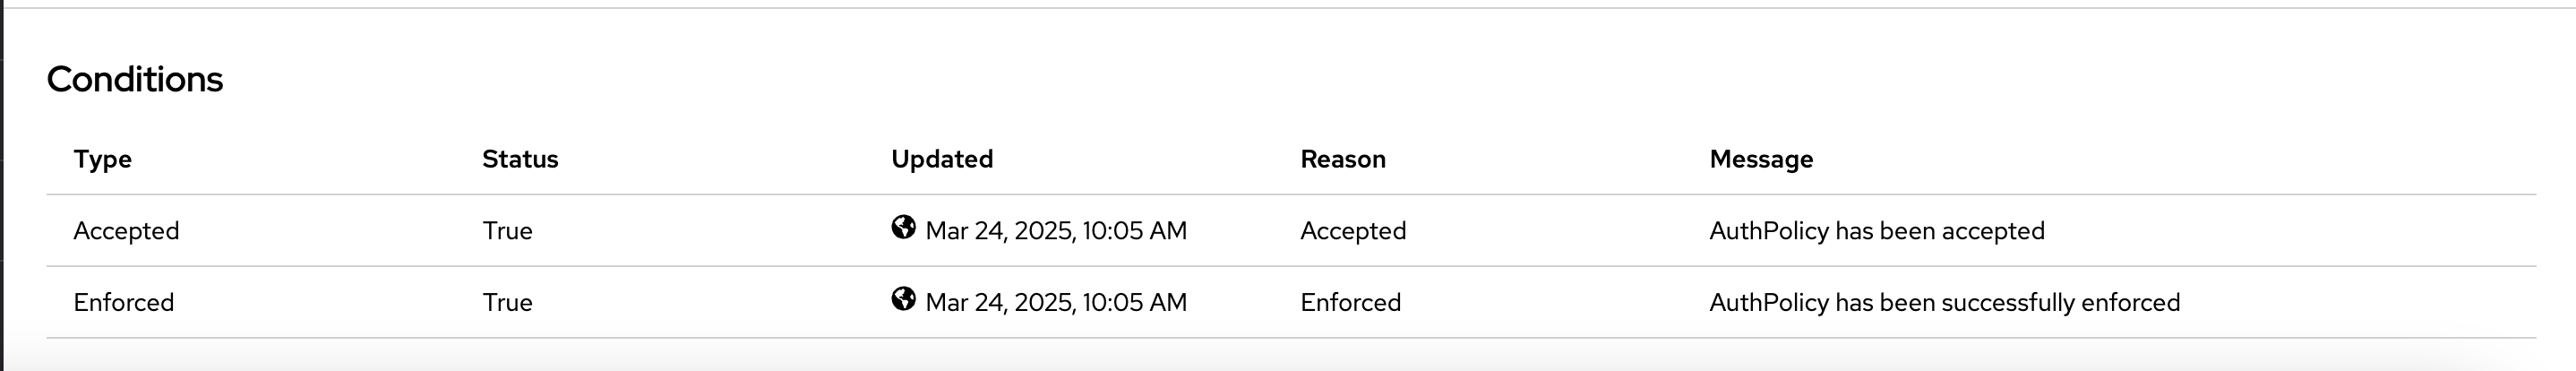 Conditions
Type Status Updated Reason Message
Accepted True Mar 24, 2025, 10:05 AM Accepted AuthPolicy has been accepted
Enforced True Mar 24, 2025, 10:05 AM Enforced AuthPolicy has been successfully enforced